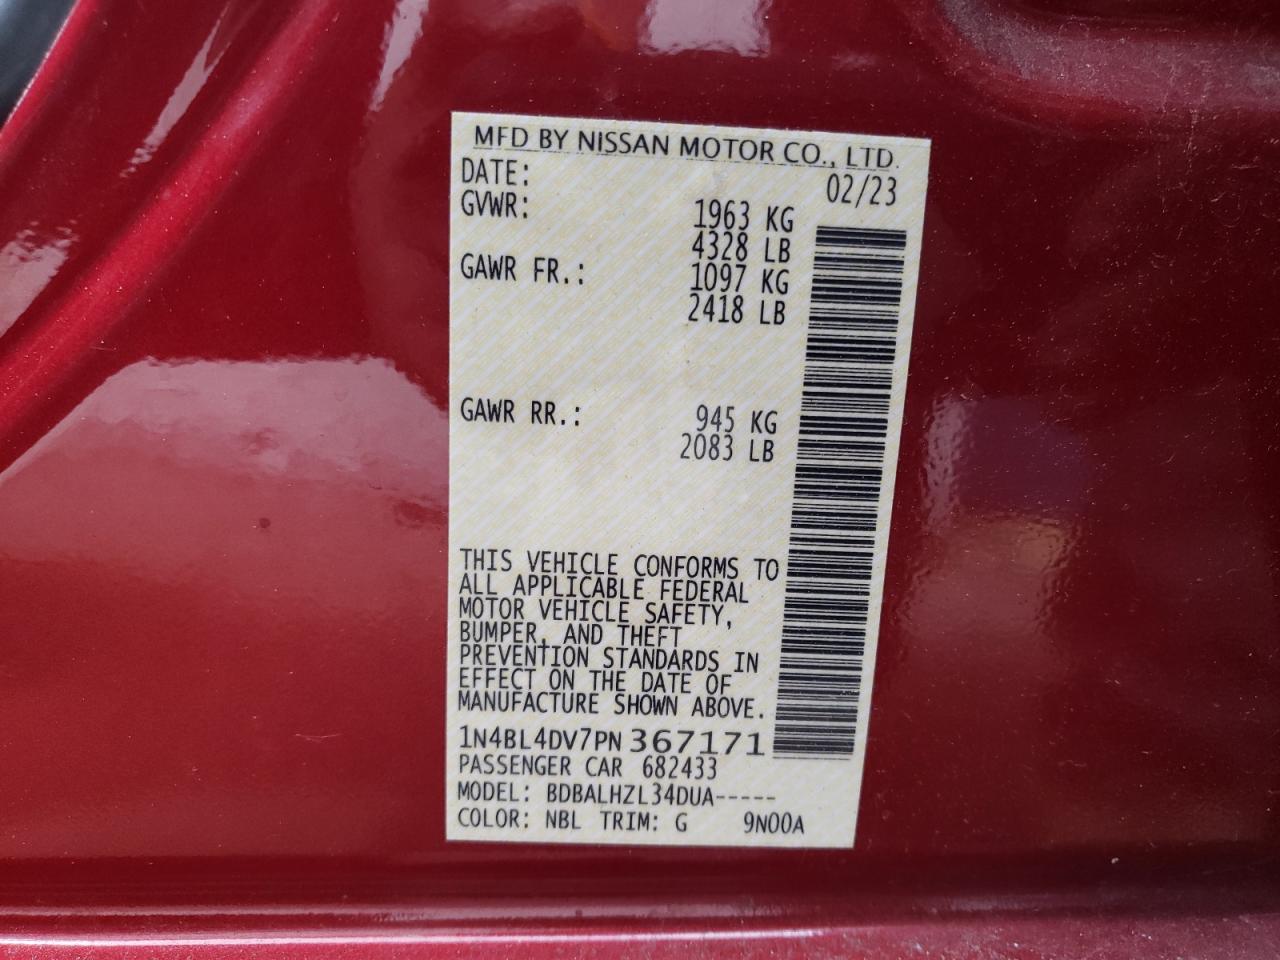 MFD BY NISSAN MOTOR CO., LTD.
DATE: 02/23
GVWR: 1963 KG
4328 LB
GAWR FR.: 1097 KG
2418 LB
GAWR RR.: 945 KG
2083 LB
THIS VEHICLE CONFORMS TO
ALL APPLICABLE FEDERAL
MOTOR VEHICLE SAFETY,
BUMPER, AND THEFT
PREVENTION STANDARDS IN
EFFECT ON THE DATE OF
MANUFACTURE SHOWN ABOVE.
1N4BL4DV7PN367171
PASSENGER CAR 682433
MODEL: BDBALHZL34DUA-----
COLOR: NBL TRIM: G 9N00A